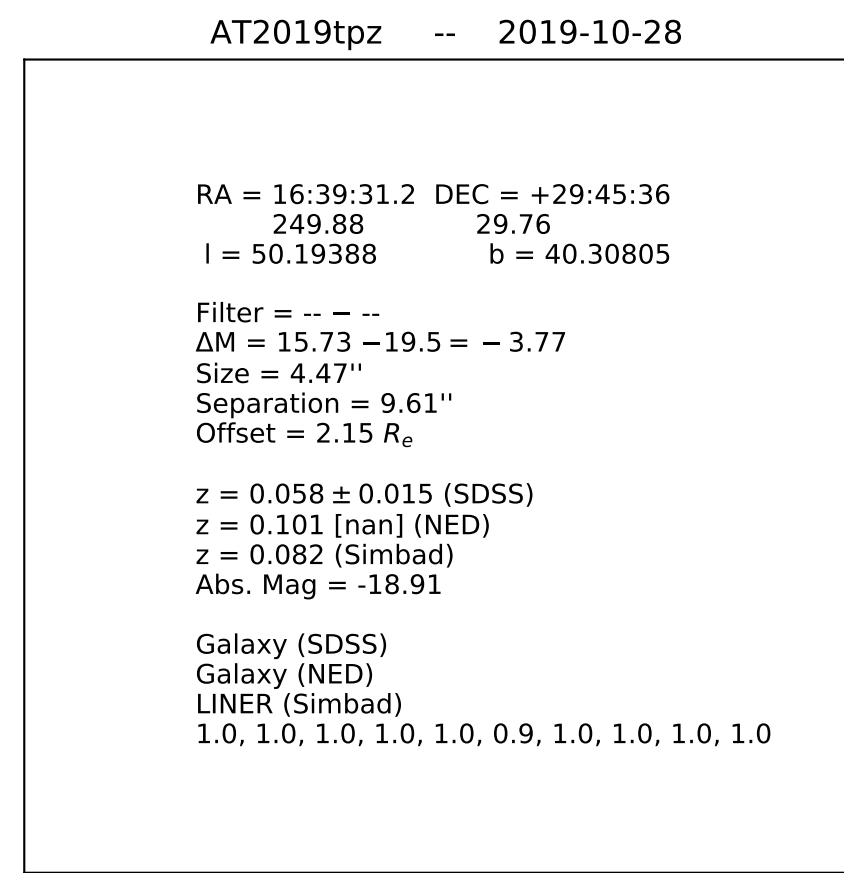 AT2019tpz -- 2019-10-28
RA = 16:39:31.2 DEC = +29:45:36
249.88 29.76
l = 50.19388 b = 40.30805
Filter = -- − --
ΔM = 15.73 −19.5 = − 3.77
Size = 4.47''
Separation = 9.61''
Offset = 2.15 Rₑ
z = 0.058 ± 0.015 (SDSS)
z = 0.101 [nan] (NED)
z = 0.082 (Simbad)
Abs. Mag = -18.91
Galaxy (SDSS)
Galaxy (NED)
LINER (Simbad)
1.0, 1.0, 1.0, 1.0, 1.0, 0.9, 1.0, 1.0, 1.0, 1.0